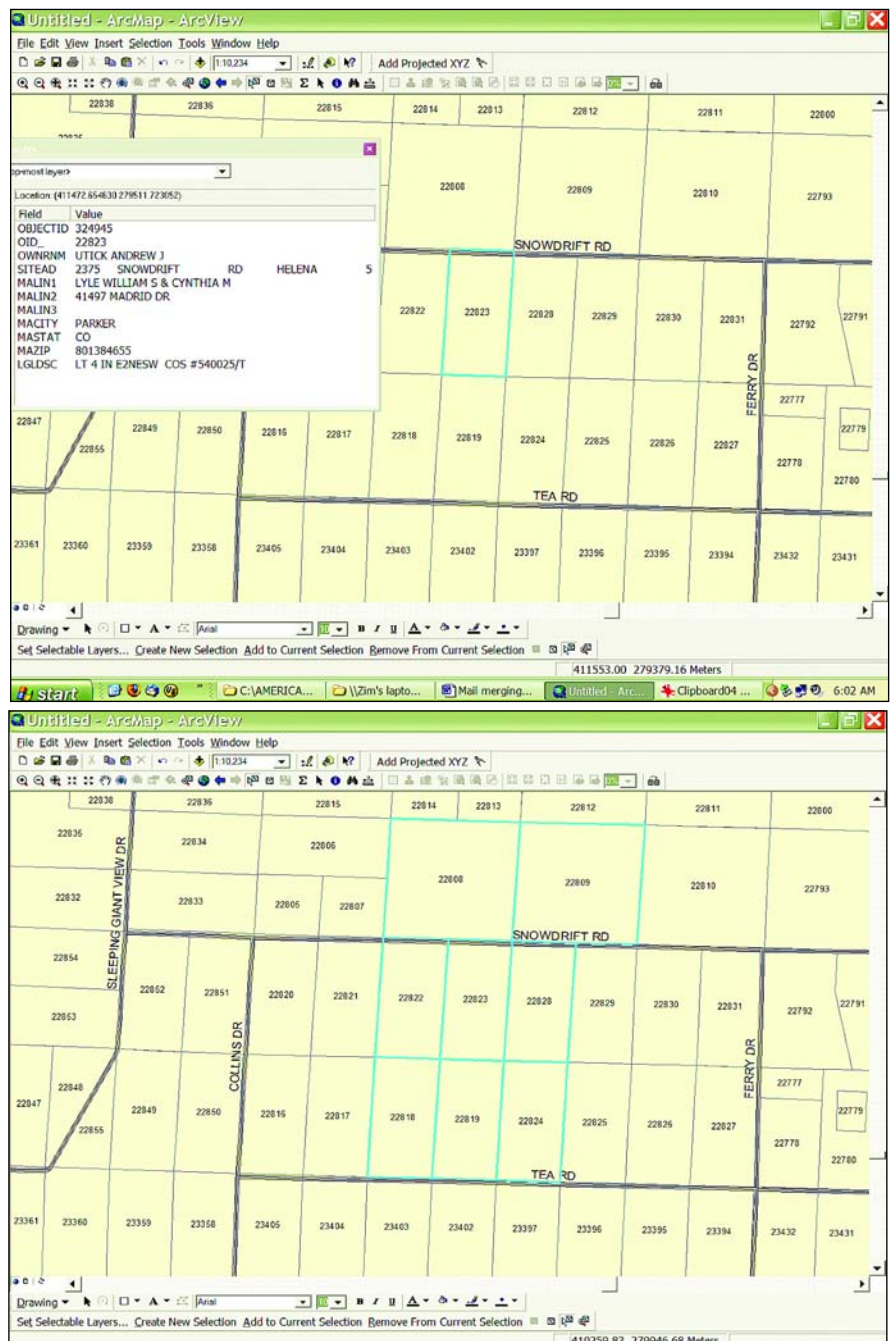 Untitled - ArcMap - ArcView
File Edit View Insert Selection Tools Window Help
1:10,234 Add Projected XYZ
22838 22836 22815 22814 22813 22812 22811 22800
<top-most layer>
Location: (411472.654630 279511.723052)
Field Value
OBJECTID 324945
OID_ 22823
OWNRNM UTICK ANDREW J
SITEAD 2375 SNOWDRIFT RD HELENA 5
MALIN1 LYLE WILLIAM S & CYNTHIA M
MALIN2 41497 MADRID DR
MALIN3
MACITY PARKER
MASTAT CO
MAZIP 801384655
LGLDSC LT 4 IN E2NESW COS #540025/T
22808 22809 22810 22793
SNOWDRIFT RD
22822 22823 22828 22829 22830 22831 22792 22791
FERRY DR
22777
22847 22855 22849 22850 22816 22817 22818 22819 22824 22825 22826 22827 22778 22779
22780
TEA RD
23361 23360 23359 23358 23405 23404 23403 23402 23397 23396 23395 23394 23432 23431
Drawing A Arial B I U A
Set Selectable Layers... Create New Selection Add to Current Selection Remove From Current Selection
411553.00 279379.16 Meters
start C:\AMERICA... \\Zim's lapto... Mail merging... Untitled - Arc... Clipboard04 ... 6:02 AM
Untitled - ArcMap - ArcView
File Edit View Insert Selection Tools Window Help
1:10,234 Add Projected XYZ
22838 22836 22815 22814 22813 22812 22811 22800
22835 22834 22806
SLEEPING GIANT VIEW DR
22808 22809 22810 22793
22832 22833 22805 22807
SNOWDRIFT RD
22854 22852 22851 22820 22821 22822 22823 22828 22829 22830 22831 22792 22791
22853
COLLINS DR
FERRY DR
22848 22777
22847 22855 22849 22850 22816 22817 22818 22819 22824 22825 22826 22827 22778 22779
22780
TEA RD
23361 23360 23359 23358 23405 23404 23403 23402 23397 23396 23395 23394 23432 23431
Drawing A Arial B I U A
Set Selectable Layers... Create New Selection Add to Current Selection Remove From Current Selection
410259.82 279946.68 Meters